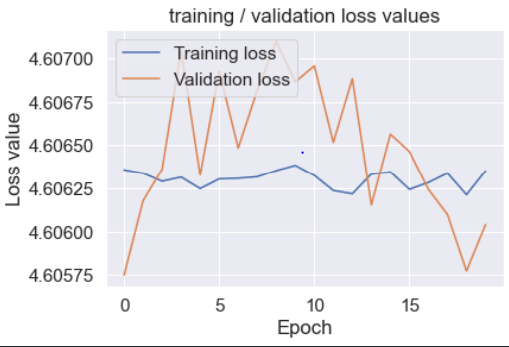 training / validation loss values
Training loss
Validation loss
4.60700
4.60675
4.60650
4.60625
4.60600
4.60575
Loss value
0
5
10
15
Epoch